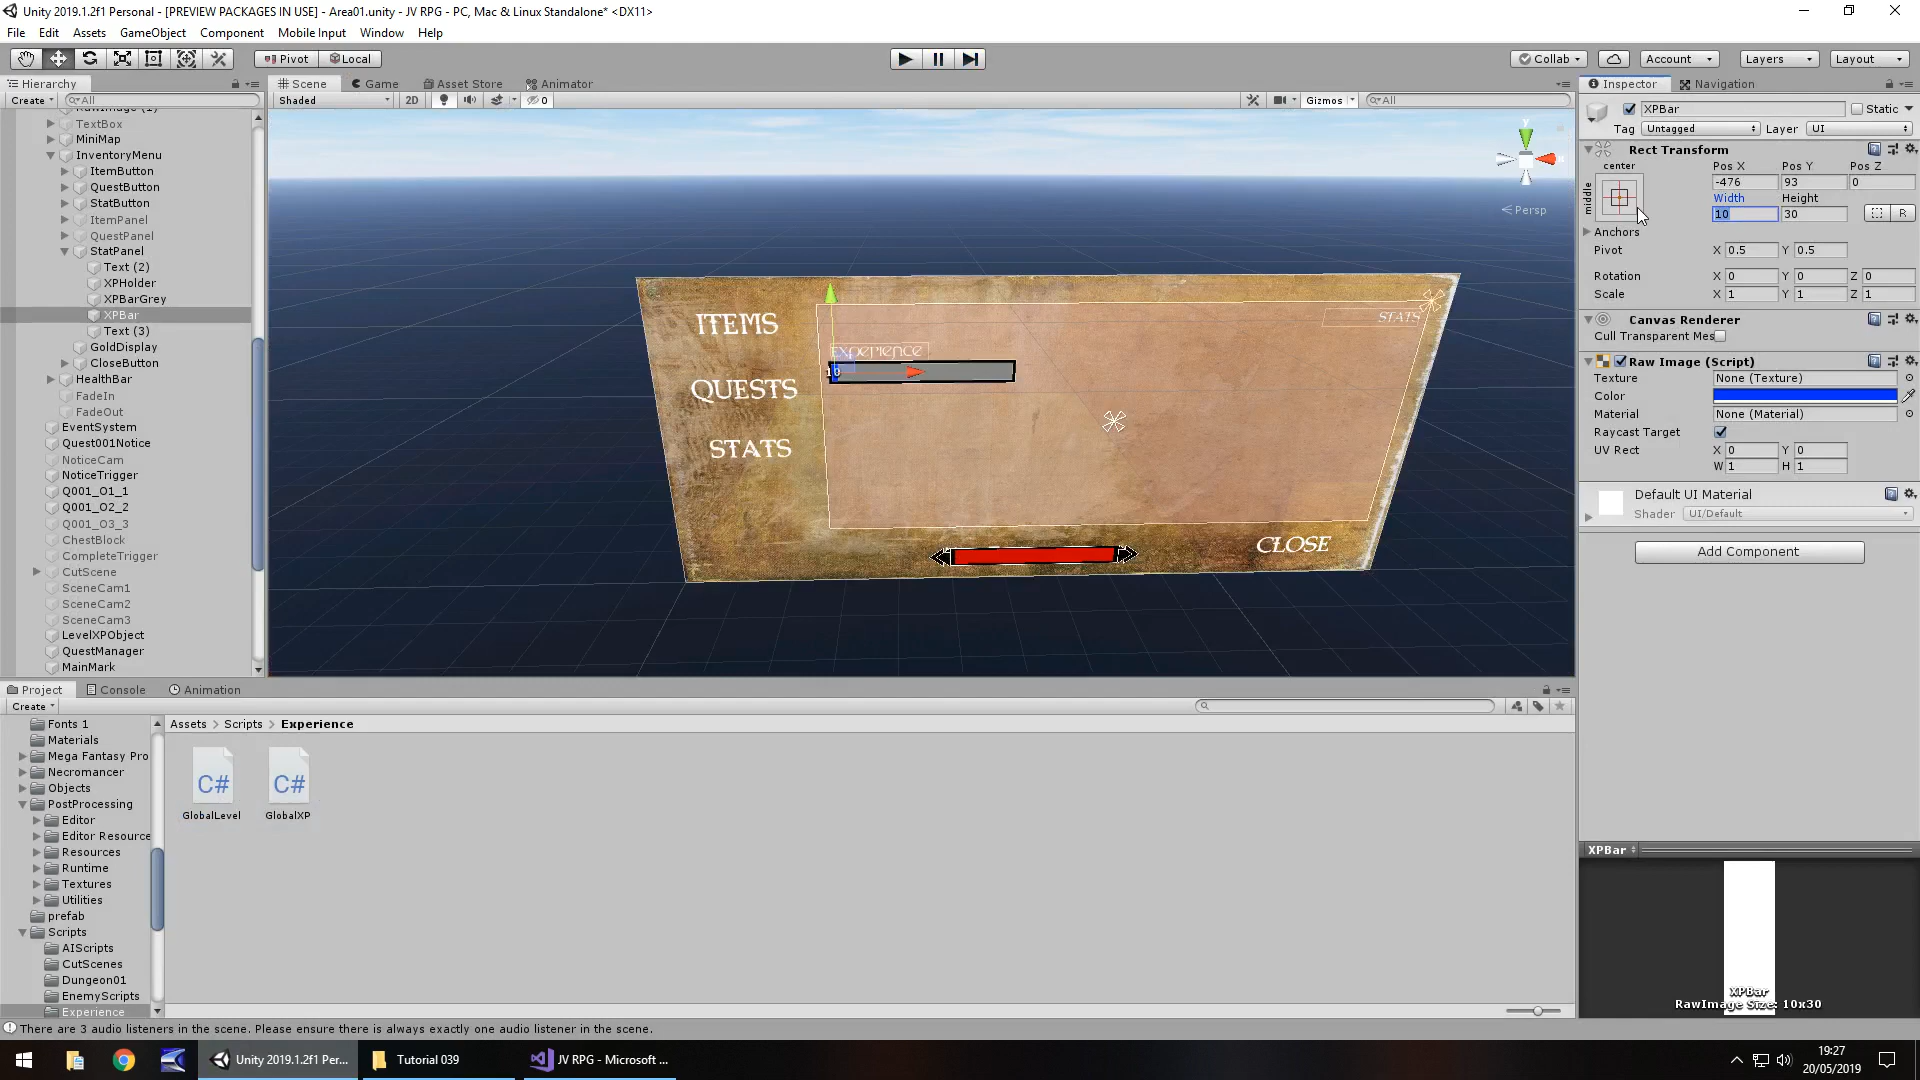 Unity 2019.1.2f1 Personal - [PREVIEW PACKAGES IN USE] - Area01.unity - JV RPG - PC, Mac & Linux Standalone* <DX11>
File Edit Assets GameObject Component Mobile Input Window Help
Pivot Local Collab Account Layers Layout
Hierarchy Scene Game Asset Store Animator Inspector Navigation
Create All Shaded 2D 0 Gizmos All
XPBar Static
Tag Untagged Layer UI
Rect Transform
center Pos X Pos Y Pos Z
middle -476 93 0
Width Height
10 30 R
Anchors
Pivot X 0.5 Y 0.5
Rotation X 0 Y 0 Z 0
Scale X 1 Y 1 Z 1
Canvas Renderer
Cull Transparent Mes
Raw Image (Script)
Texture None (Texture)
Color
Material None (Material)
Raycast Target
UV Rect X 0 Y 0
W 1 H 1
Default UI Material
Shader UI/Default
Add Component
TextBox
MiniMap
InventoryMenu
ItemButton
QuestButton
StatButton
ItemPanel
QuestPanel
StatPanel
Text (2)
XPHolder
XPBarGrey
XPBar
Text (3)
GoldDisplay
CloseButton
HealthBar
FadeIn
FadeOut
EventSystem
Quest001Notice
NoticeCam
NoticeTrigger
Q001_O1_1
Q001_O2_2
Q001_O3_3
ChestBlock
CompleteTrigger
CutScene
SceneCam1
SceneCam2
SceneCam3
LevelXPObject
QuestManager
MainMark
y
Persp
ITEMS
QUESTS
STATS
STATS
Experience
10
CLOSE
Project Console Animation
Create
Assets > Scripts > Experience
Fonts 1
Materials
Mega Fantasy Pro
Necromancer
Objects
PostProcessing
Editor
Editor Resource
Resources
Runtime
Textures
Utilities
prefab
Scripts
AIScripts
CutScenes
Dungeon01
EnemyScripts
Experience
C# C#
GlobalLevel GlobalXP
XPBar
XPBar
RawImage Size: 10x30
There are 3 audio listeners in the scene. Please ensure there is always exactly one audio listener in the scene.
Unity 2019.1.2f1 Per... Tutorial 039 JV RPG - Microsoft ...
19:27
20/05/2019